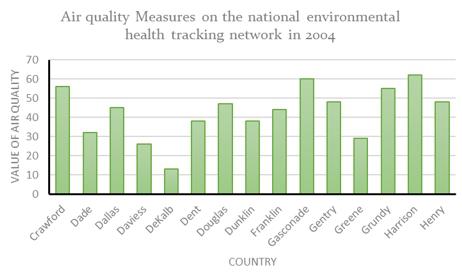 Air quality Measures on the national environmental
health tracking network in 2004
VALUE OF AIR QUALITY
70
60
50
40
30
20
10
0
Crawford
Dade
Dallas
Daviess
DeKalb
Dent
Douglas
Dunklin
Franklin
Gasconade
Gentry
Greene
Grundy
Harrison
Henry
COUNTRY